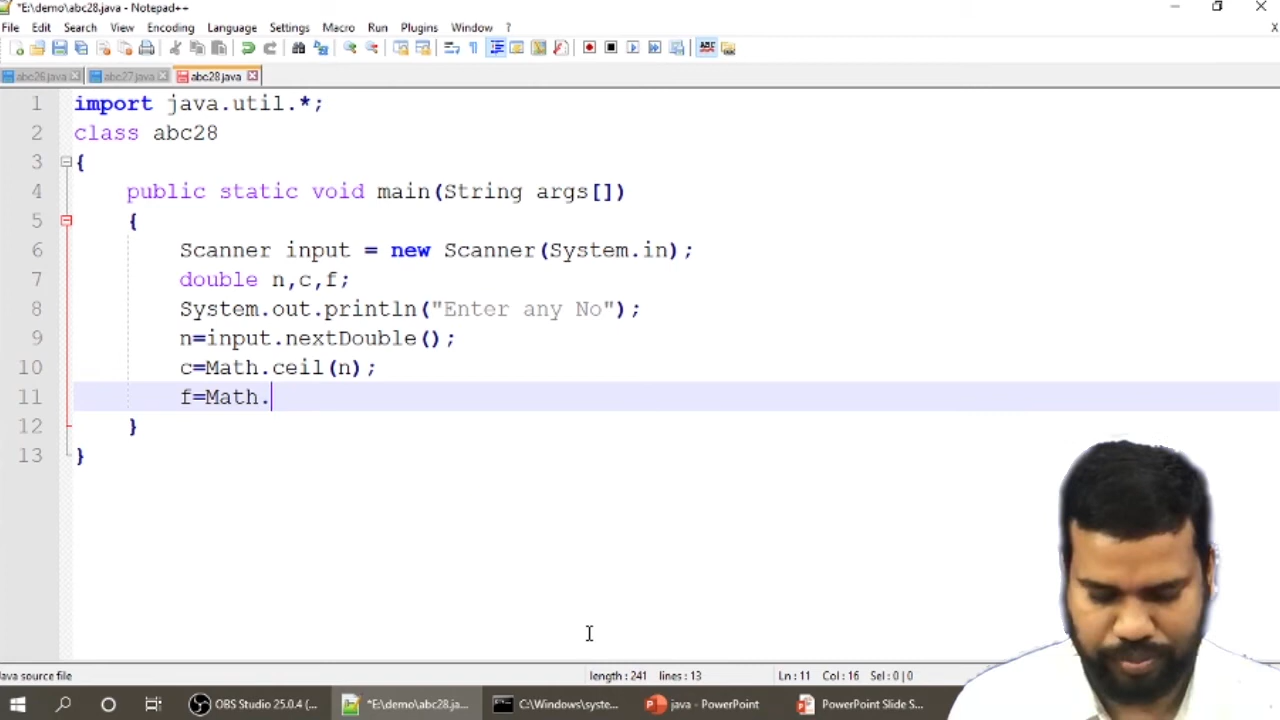 *E:\demo\abc28.java - Notepad++
File Edit Search View Encoding Language Settings Macro Run Plugins Window ? X
abc26.java abc27.java abc28.java
1 import java.util.*;
2 class abc28
3 {
4 public static void main(String args[])
5 {
6 Scanner input = new Scanner(System.in);
7 double n,c,f;
8 System.out.println("Enter any No");
9 n=input.nextDouble();
10 c=Math.ceil(n);
11 f=Math.
12 }
13 }
Java source file length : 241 lines : 13 Ln : 11 Col : 16 Sel : 0 | 0
OBS Studio 25.0.4 (... *E:\demo\abc28.ja... C:\Windows\syste... java - PowerPoint PowerPoint Slide S...